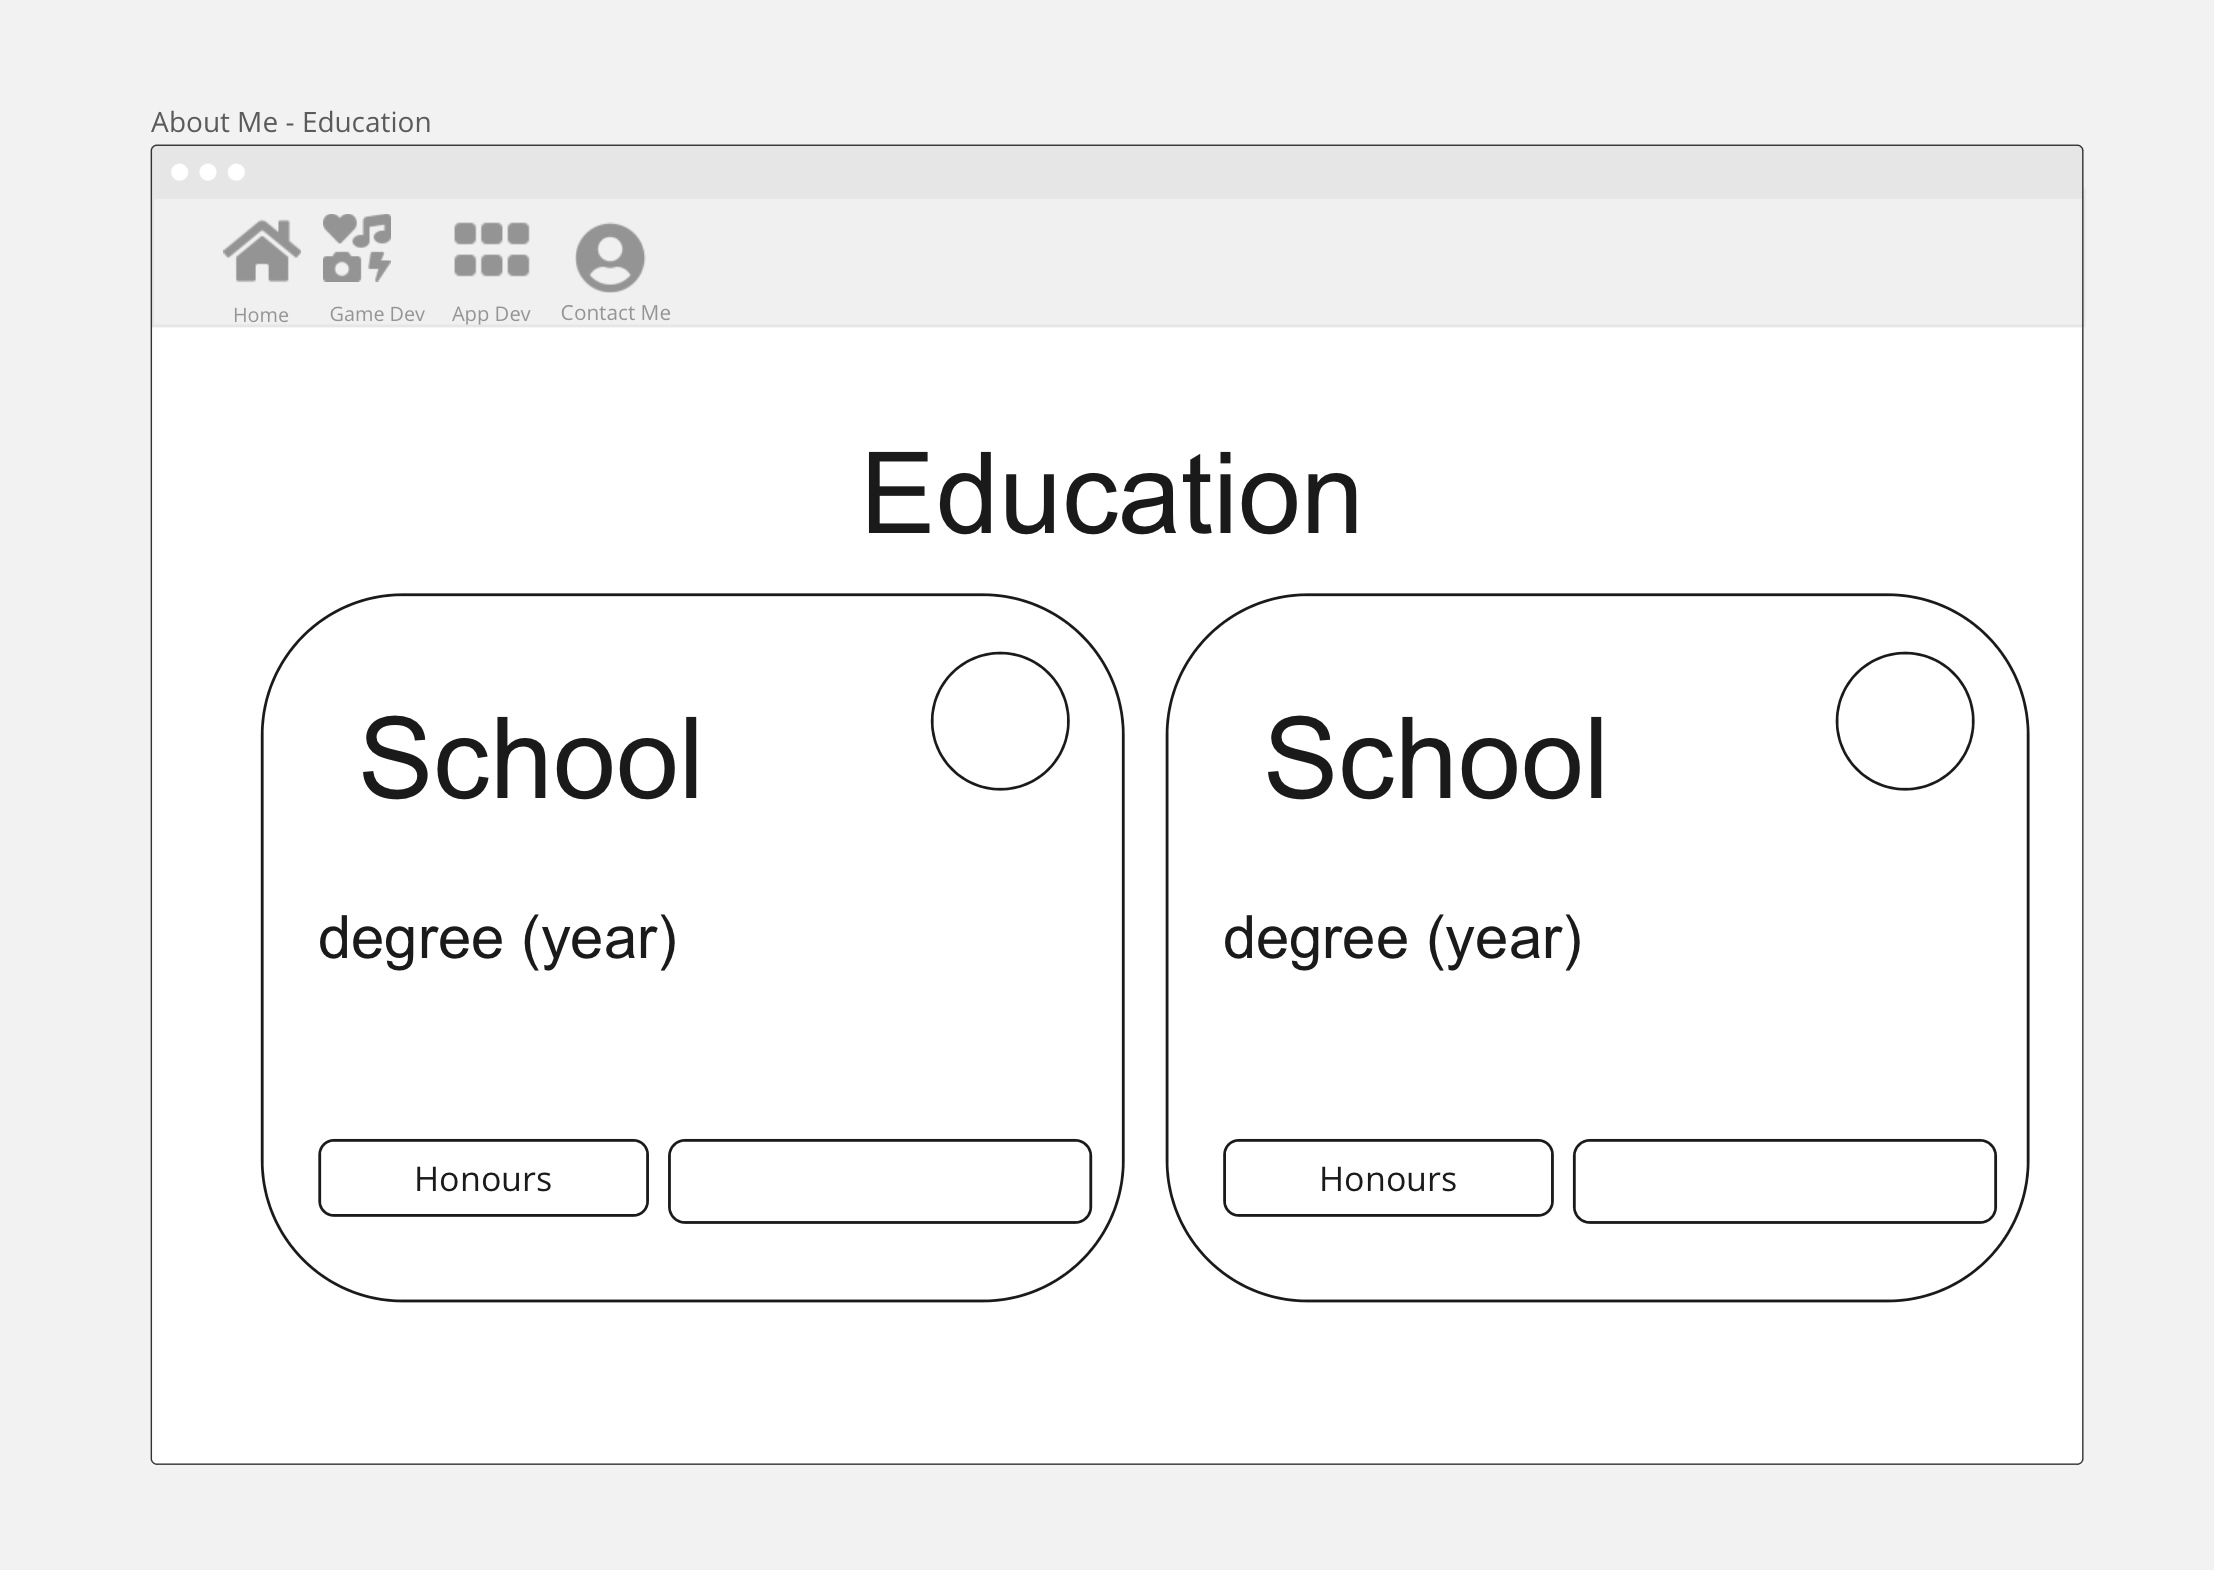 About Me - Education
Home
Game Dev
App Dev
Contact Me
Education
School
degree (year)
Honours
School
degree (year)
Honours